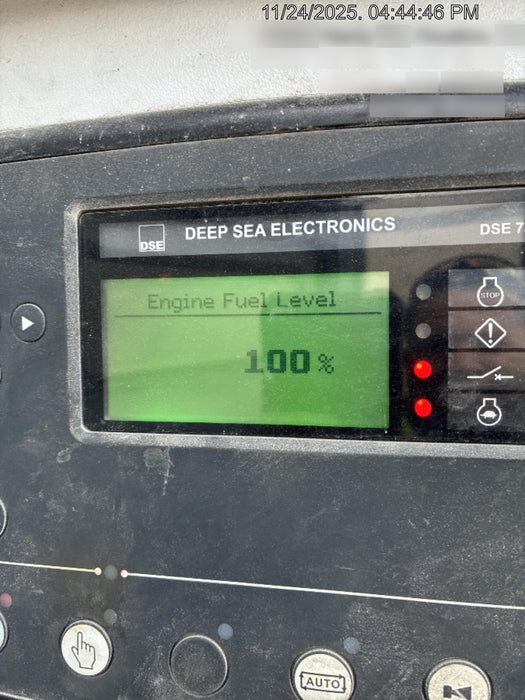 11/24/2025, 04:44:46 PM
DSE DEEP SEA ELECTRONICS DSE 7
Engine Fuel Level
100%
STOP
AUTO